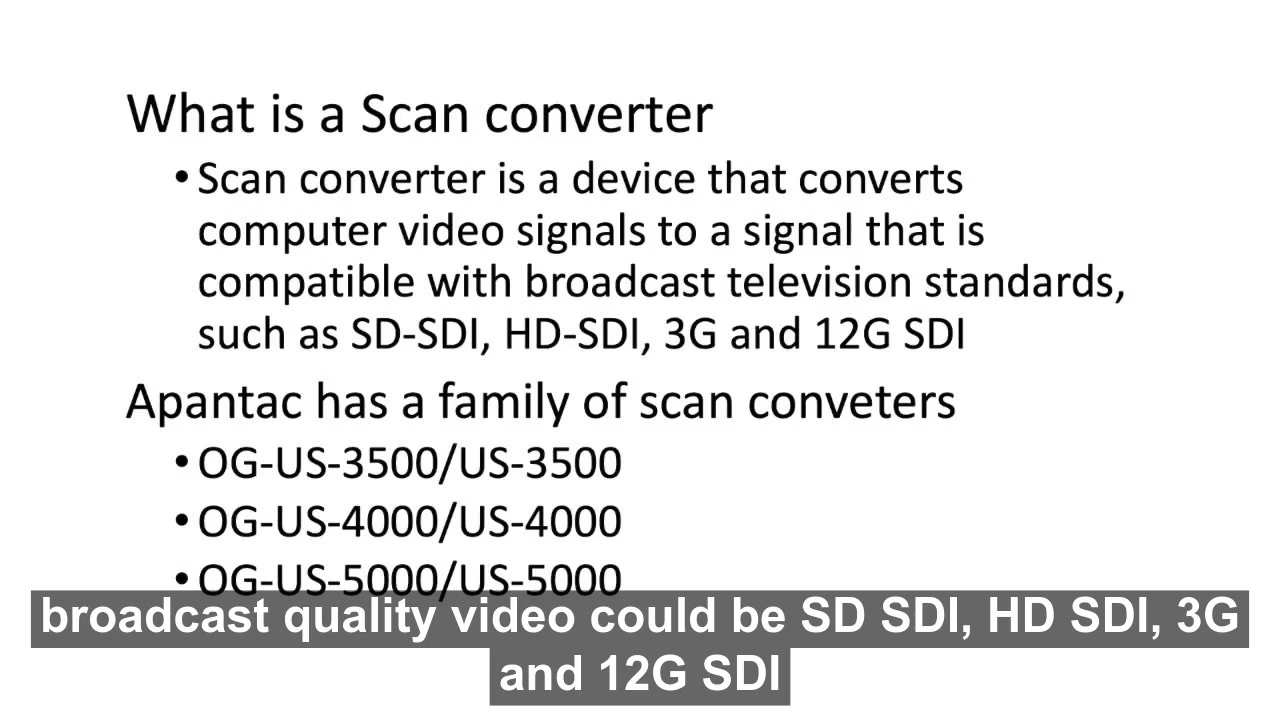 What is a Scan converter
• Scan converter is a device that converts
computer video signals to a signal that is
compatible with broadcast television standards,
such as SD-SDI, HD-SDI, 3G and 12G SDI
Apantac has a family of scan conveters
• OG-US-3500/US-3500
• OG-US-4000/US-4000
• OG-US-5000/US-5000
broadcast quality video could be SD SDI, HD SDI, 3G
and 12G SDI